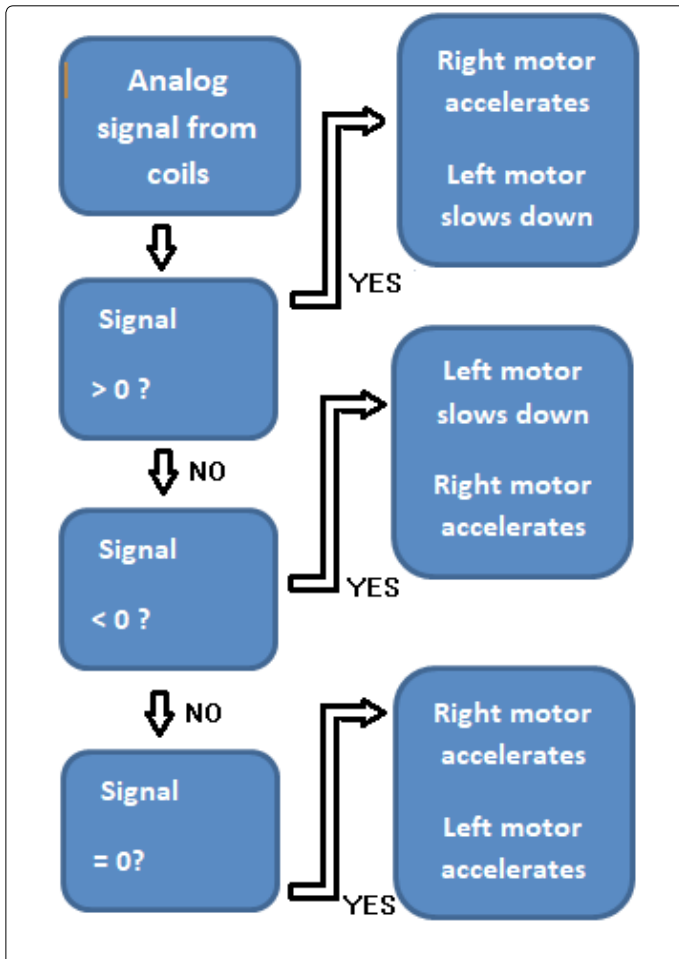 Analog
signal from
coils
Right motor
accelerates
Left motor
slows down
YES
Signal
> 0 ?
NO
Left motor
slows down
Right motor
accelerates
YES
Signal
< 0 ?
NO
Right motor
accelerates
Left motor
accelerates
YES
Signal
= 0?